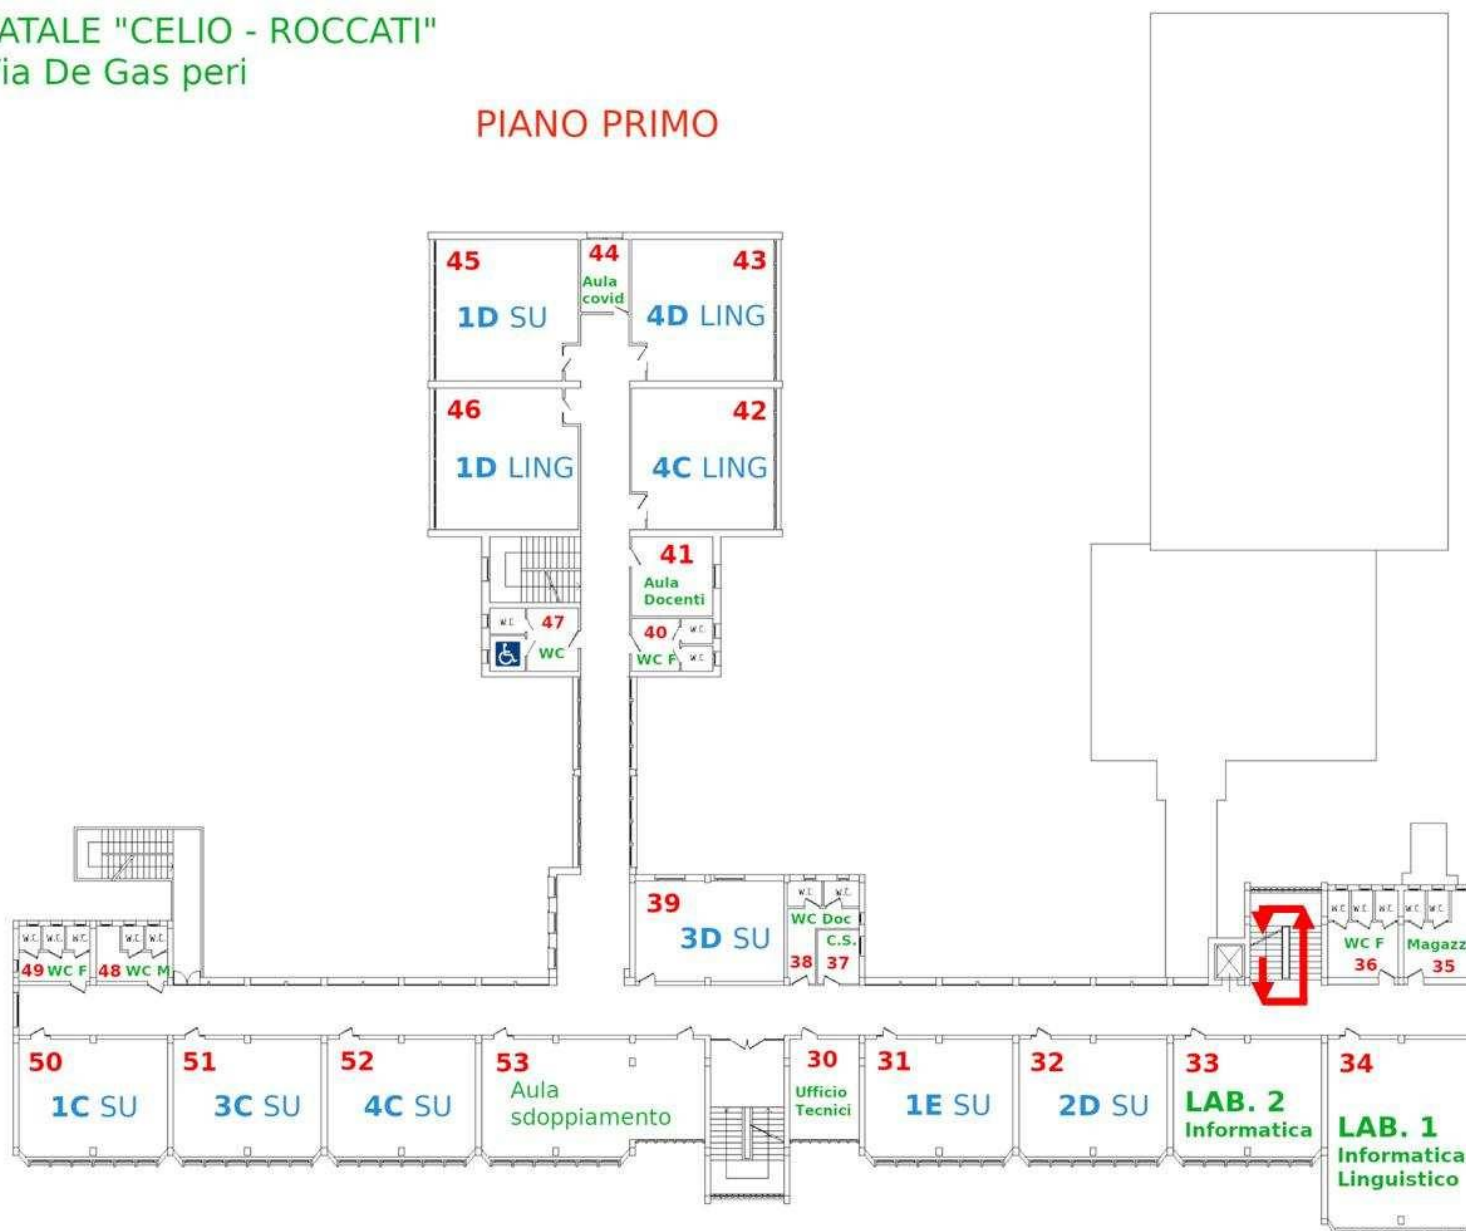 ATALE "CELIO - ROCCATI"
ia De Gas peri
PIANO PRIMO
45
1D SU
44
Aula
covid
43
4D LING
46
1D LING
42
4C LING
41
Aula
Docenti
W.C.
47
WC
40
WC F
W.C.
W.C.
39
3D SU
W.C.
W.C.
WC Doc
C.S.
38
37
W.C.
W.C.
W.C.
49 WC F
W.C.
W.C.
48 WC M
W.C.
W.C.
W.C.
WC F
36
W.C.
W.C.
Magazz
35
50
1C SU
51
3C SU
52
4C SU
53
Aula
sdoppiamento
30
Ufficio
Tecnici
31
1E SU
32
2D SU
33
LAB. 2
Informatica
34
LAB. 1
Informatica
Linguistico